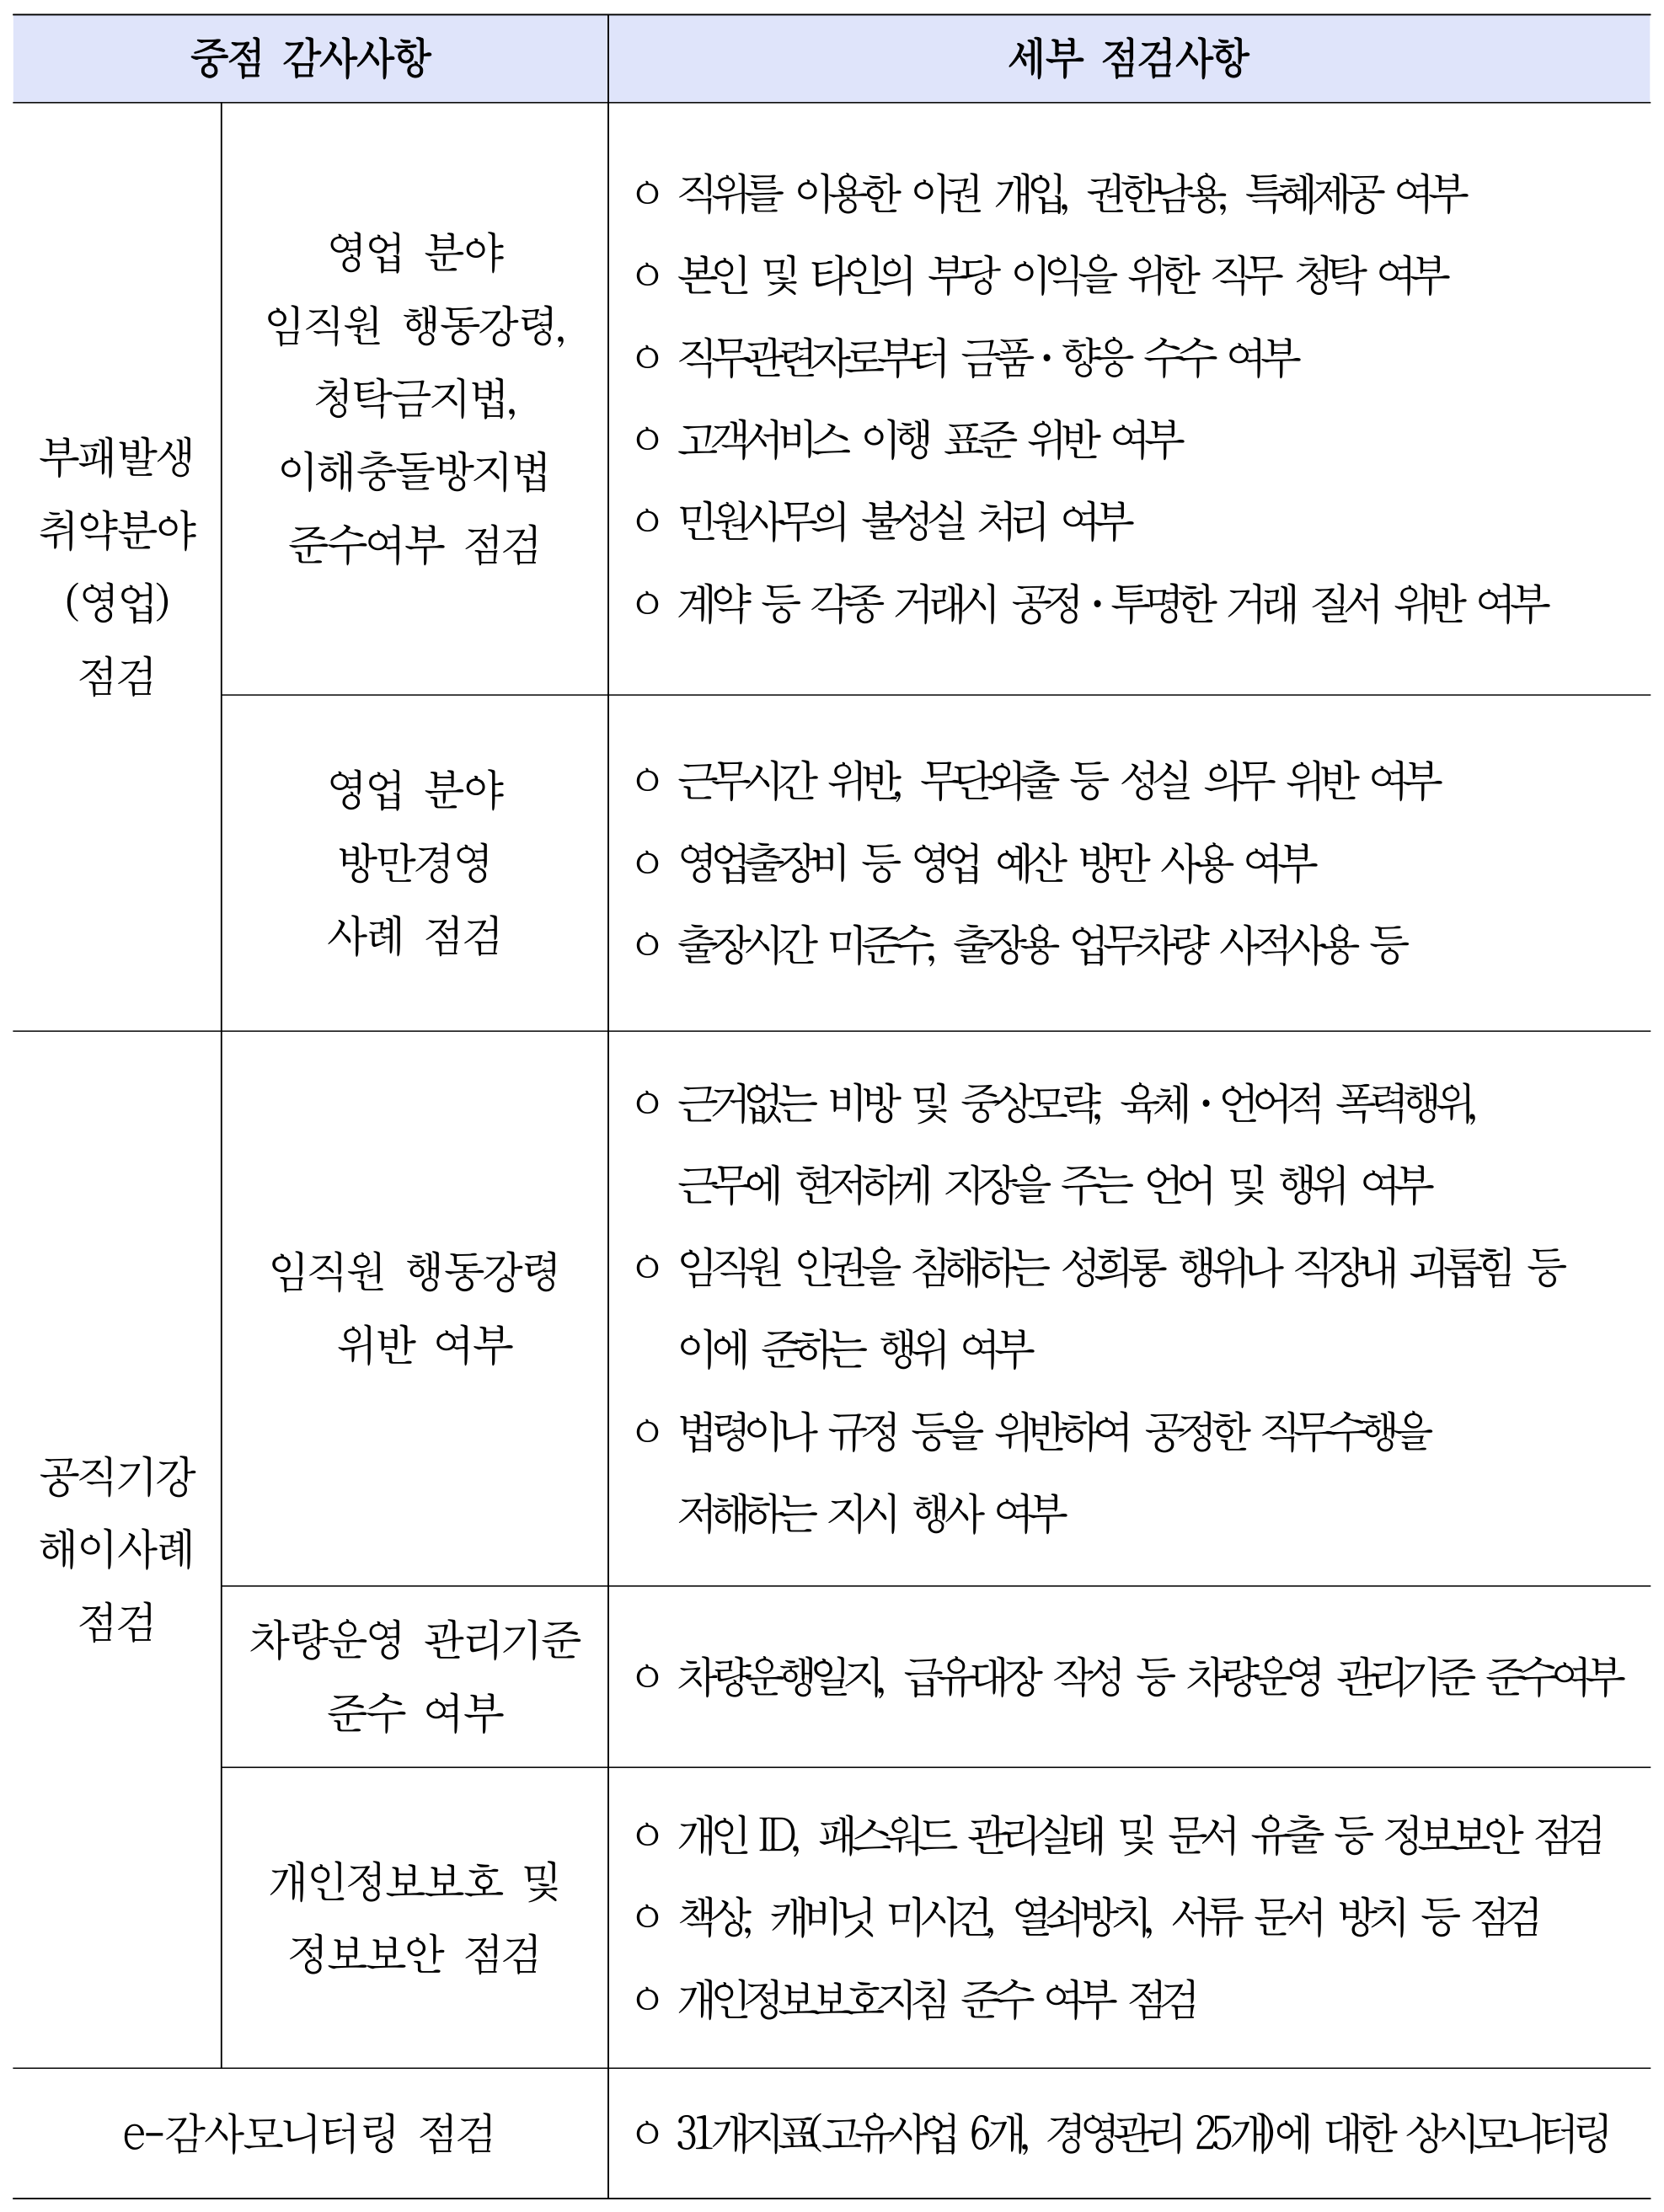 중점 감사사항
세부 점검사항
부패발생
취약분야
(영업)
점검
영업 분야
임직원 행동강령,
청탁금지법,
이해충돌방지법
준수여부 점검
ㅇ 직위를 이용한 이권 개입, 권한남용, 특혜제공 여부
ㅇ 본인 및 타인의 부당 이익을 위한 직무 청탁 여부
ㅇ 직무관련자로부터 금품·향응 수수 여부
ㅇ 고객서비스 이행 표준 위반 여부
ㅇ 민원사무의 불성실 처리 여부
ㅇ 계약 등 각종 거래시 공정·투명한 거래 질서 위반 여부
영업 분야
방만경영
사례 점검
ㅇ 근무시간 위반, 무단외출 등 성실 의무 위반 여부
ㅇ 영업출장비 등 영업 예산 방만 사용 여부
ㅇ 출장시간 미준수, 출장용 업무차량 사적사용 등
공직기강
해이사례
점검
임직원 행동강령
위반 여부
ㅇ 근거없는 비방 및 중상모략, 육체·언어적 폭력행위,
근무에 현저하게 지장을 주는 언어 및 행위 여부
ㅇ 임직원 인권을 침해하는 성희롱 행위나 직장내 괴롭힘 등
이에 준하는 행위 여부
ㅇ 법령이나 규정 등을 위반하여 공정한 직무수행을
저해하는 지시 행사 여부
차량운영 관리기준
준수 여부
ㅇ 차량운행일지, 급유대장 작성 등 차량운영 관리기준 준수여부
개인정보보호 및
정보보안 점검
ㅇ 개인 ID, 패스워드 관리실태 및 문서 유출 등 정보보안 점검
ㅇ 책상, 캐비닛 미시건, 열쇠방치, 서류 문서 방치 등 점검
ㅇ 개인정보보호지침 준수 여부 점검
e-감사모니터링 점검
ㅇ 31개지표(고유사업 6개, 경영관리 25개)에 대한 상시모니터링